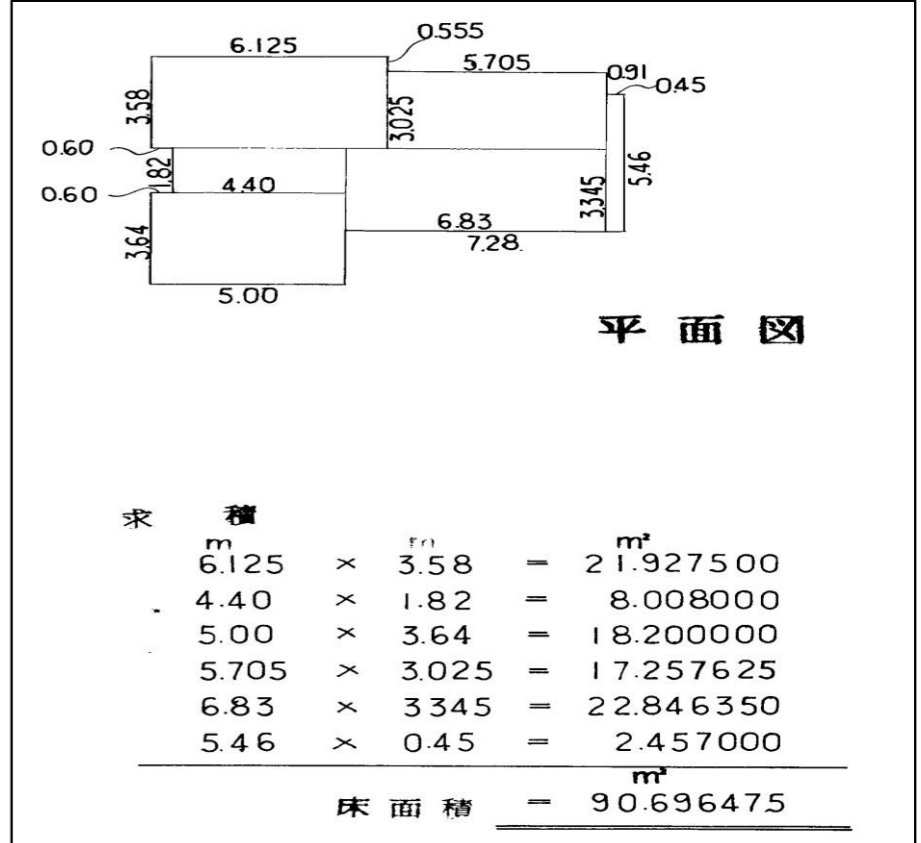 6.125
0.555
5.705
0.91
0.45
3.58
3.025
0.60
1.82
0.60
4.40
5.46
3.345
6.83
3.64
7.28.
5.00
平面図
求積
m m m²
6.125 × 3.58 = 21.927500
4.40 × 1.82 = 8.008000
5.00 × 3.64 = 18.200000
5.705 × 3.025 = 17.257625
6.83 × 3345 = 22.846350
5.46 × 0.45 = 2.457000
m²
床面積 = 90.696475